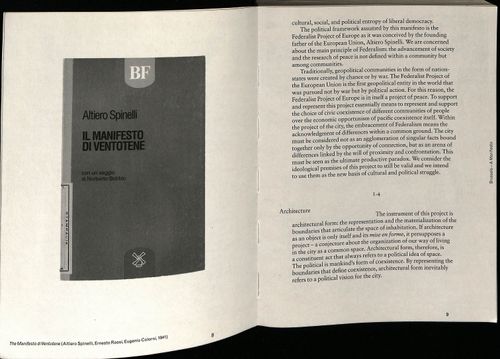 BF
Altiero Spinelli
IL MANIFESTO
DI VENTOTENE
con un saggio
di Norberto Bobbio
The Manifesto di Ventotene (Altiero Spinelli, Ernesto Rossi, Eugenio Colorni, 1941)
8
cultural, social, and political entropy of liberal democracy.
The political framework assumed by this manifesto is the
Federalist Project of Europe as it was conceived by the founding
father of the European Union, Altiero Spinelli. We are concerned
about the main principle of Federalism: the advancement of society
and the research of peace is not defined within a community but
among communities.
Traditionally, geopolitical communities in the form of nation-
states were created by chance or by war. The Federalist Project of
the European Union is the first geopolitical entity in the world that
was pursued not by war but by political action. For this reason, the
Federalist Project of Europe is in itself a project of peace. To support
and represent this project essentially means to represent and support
the choice of civic coexistence of different communities of people
over the economic opportunism of pacific coexistence itself. Within
the project of the city, the embracement of Federalism means the
acknowledgment of differences within a common ground. The city
must be considered not as an agglomeration of singular facts bound
together only by the opportunity of connection, but as an arena of
differences linked by the will of proximity and confrontation. This
must be seen as the ultimate productive paradigm. We consider the
ideological premises of this project to still be valid and we intend
to use them as the new basis of cultural and political struggle.
1.4
Architecture
The instrument of this project is
architectural form: the representation and the materialization of the
boundaries that articulate the space of inhabitation. If architecture
as an object is only itself and its mise en forme, it presupposes a
project – a conjecture about the organization of our way of living
in the city as a common space. Architectural form, therefore, is
a constituent act that always refers to a political idea of space.
The political is mankind's form of coexistence. By representing the
boundaries that define coexistence, architectural form inevitably
refers to a political vision for the city.
Brussels – A Manifesto
9